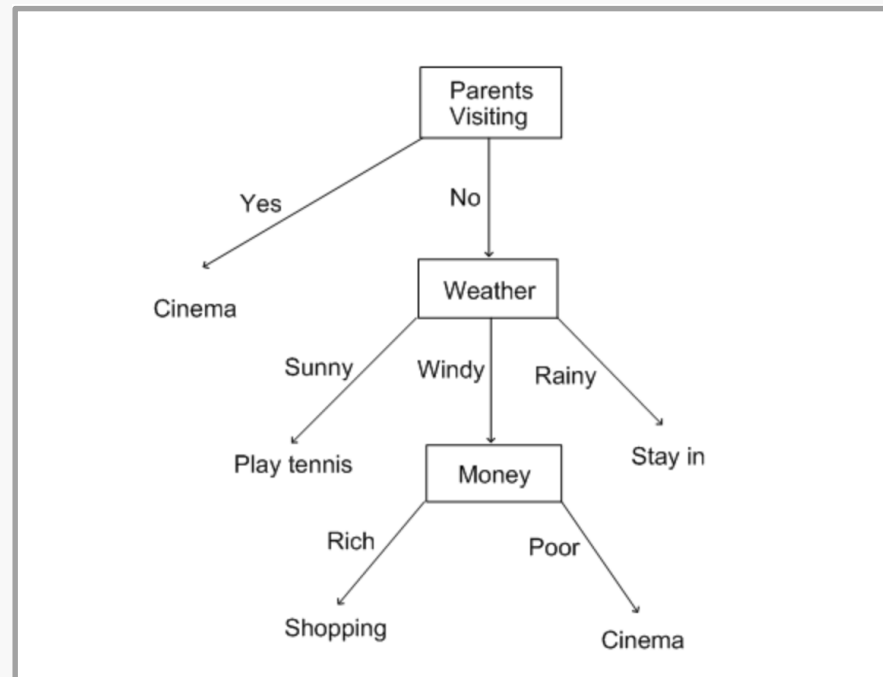 Parents
Visiting
Yes
No
Cinema
Weather
Sunny
Windy
Rainy
Play tennis
Stay in
Money
Rich
Poor
Shopping
Cinema